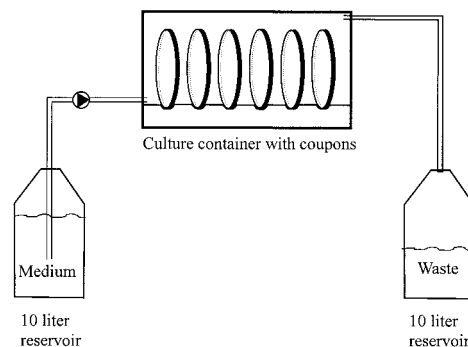 Culture container with coupons
Medium
Waste
10 liter
reservoir
10 liter
reservoir